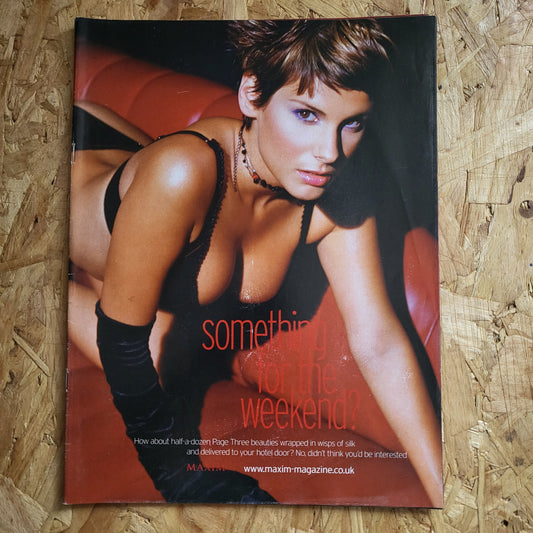 something
for the
weekend?
How about half-a-dozen Page Three beauties wrapped in wisps of silk
and delivered to your hotel door? No, didn't think you'd be interested
MAXIM www.maxim-magazine.co.uk